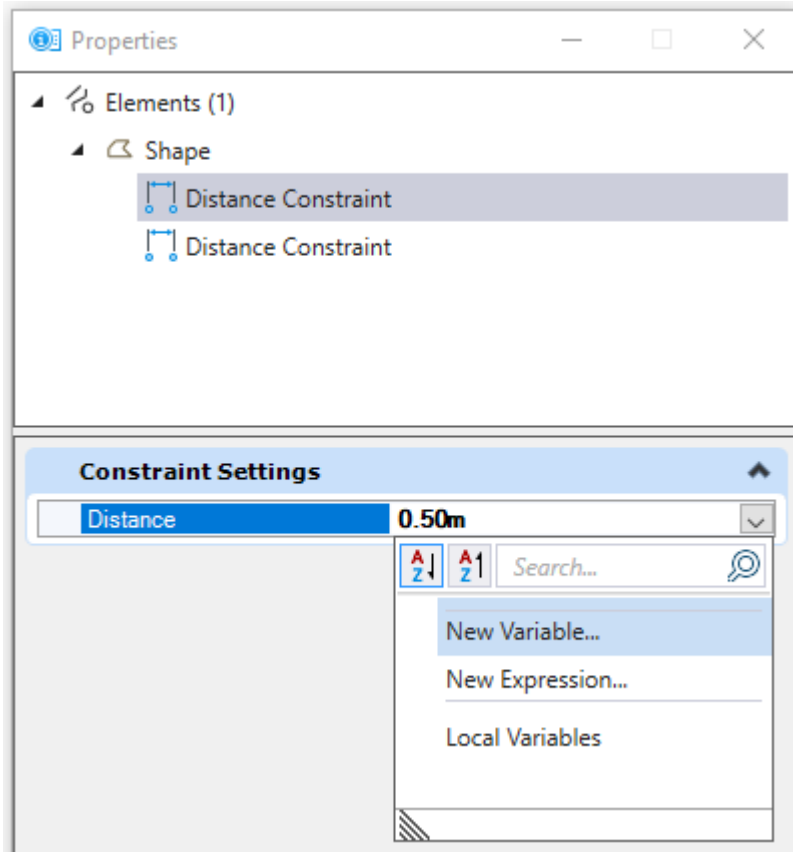 Properties
Elements (1)
Shape
Distance Constraint
Distance Constraint
Constraint Settings
Distance 0.50m
A Z A Z Search...
New Variable...
New Expression...
Local Variables